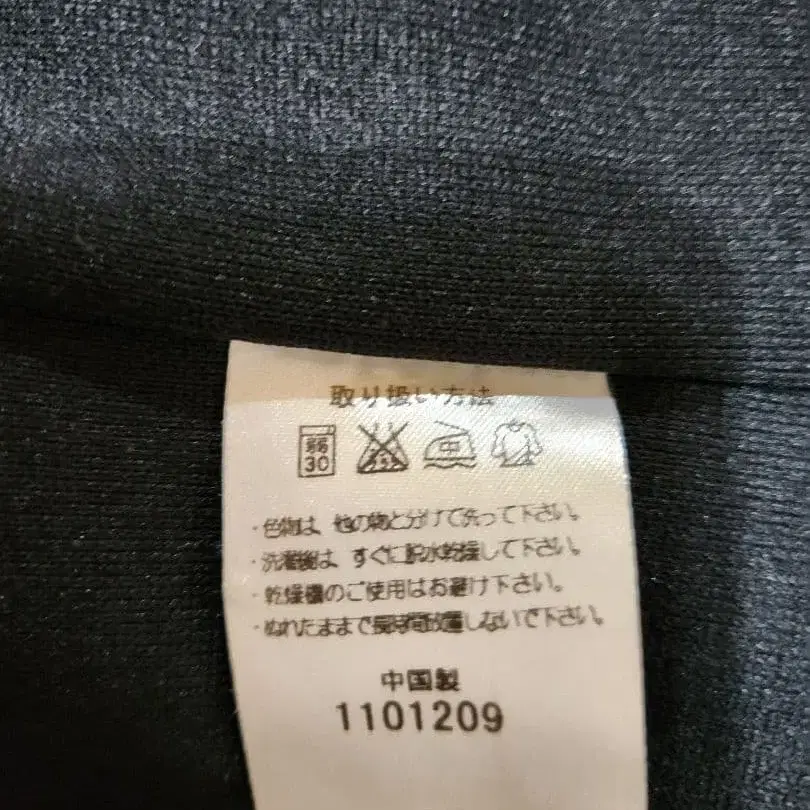 取り扱い方法
弱 30 中
・色物は、他の物と分けて洗って下さい。
・洗濯後は、すぐに脱水乾燥して下さい。
・乾燥機のご使用はお避け下さい。
・ぬれたままで長時間放置しないで下さい。
中国製
1101209